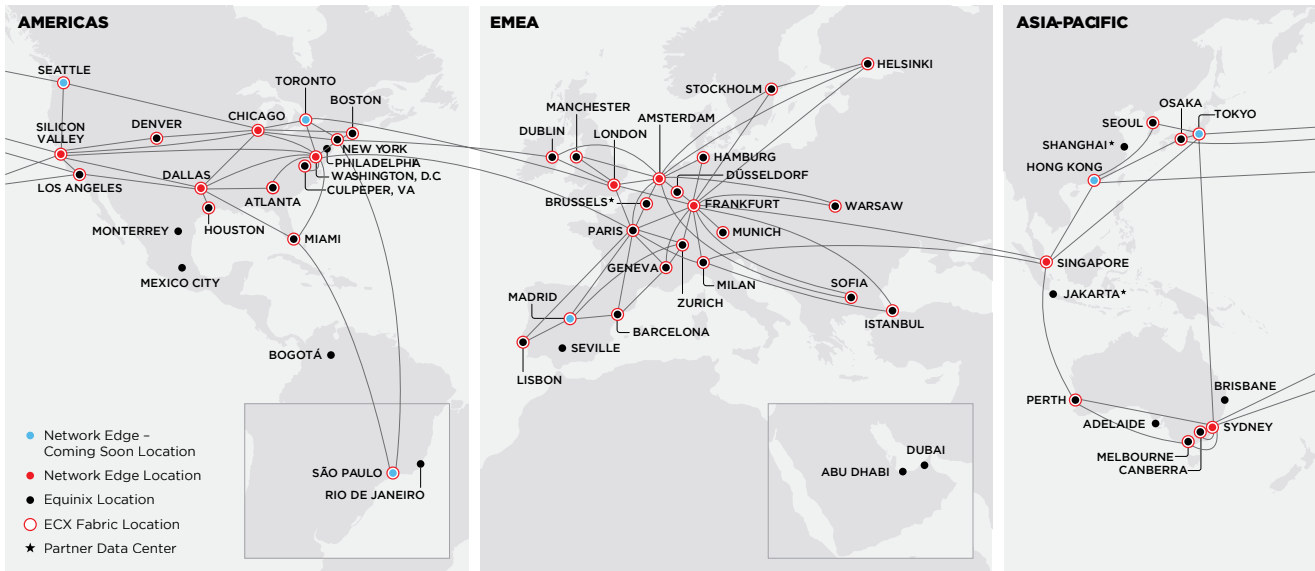 AMERICAS
SEATTLE
TORONTO
BOSTON
CHICAGO
DENVER
SILICON
VALLEY
NEW YORK
PHILADELPHIA
WASHINGTON, D.C.
CULPEPER, VA
LOS ANGELES
DALLAS
ATLANTA
HOUSTON
MONTERREY
MIAMI
MEXICO CITY
BOGOTÁ
SÃO PAULO
RIO DE JANEIRO
Network Edge –
Coming Soon Location
Network Edge Location
Equinix Location
ECX Fabric Location
★ Partner Data Center
EMEA
HELSINKI
STOCKHOLM
MANCHESTER
AMSTERDAM
DUBLIN
LONDON
HAMBURG
DÜSSELDORF
BRUSSELS★
FRANKFURT
WARSAW
PARIS
MUNICH
GENEVA
MILAN
SOFIA
ZURICH
MADRID
ISTANBUL
BARCELONA
SEVILLE
LISBON
DUBAI
ABU DHABI
ASIA-PACIFIC
OSAKA
SEOUL
TOKYO
SHANGHAI★
HONG KONG
SINGAPORE
JAKARTA★
BRISBANE
PERTH
ADELAIDE
SYDNEY
MELBOURNE
CANBERRA